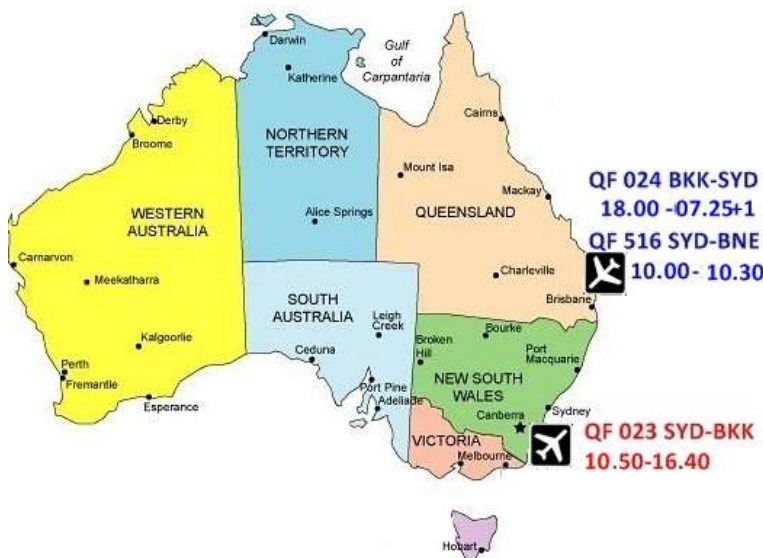 Darwin
Gulf
of
Carpantaria
Katherine
Cairns
Derby
Broome
NORTHERN
TERRITORY
Mount Isa
QF 024 BKK-SYD
Mackay
18.00 -07.25+1
WESTERN
AUSTRALIA
Alice Springs
QUEENSLAND
QF 516 SYD-BNE
Carnarvon
Meekatharra
Charleville
10.00- 10.30
SOUTH
AUSTRALIA
Brisbane
Leigh
Creek
Bourke
Kalgoorlie
Ceduna
Broken
Hill
Port
Macquarie
Perth
Fremantle
Port Pine
NEW SOUTH
WALES
Esperance
Adeliade
Canberra
Sydney
VICTORIA
QF 023 SYD-BKK
Melbourne
10.50-16.40
Hobart